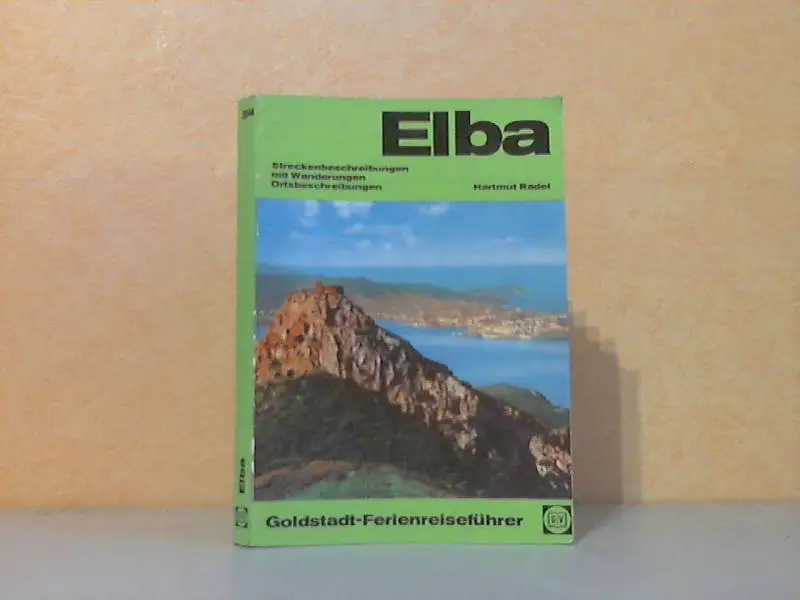 Elba
Streckenbeschreibungen
mit Wanderungen
Ortsbeschreibungen
Hartmut Radel
Goldstadt-Ferienreiseführer
Elba